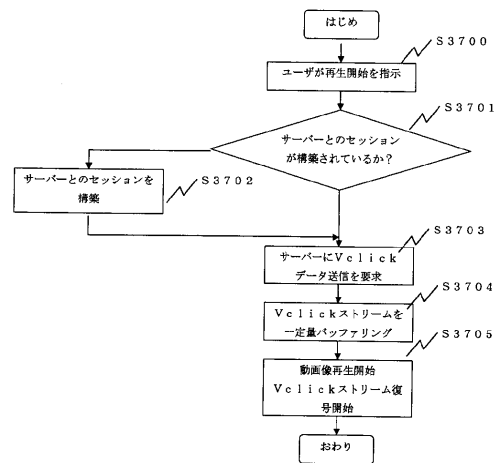 はじめ
Ｓ３７００
ユーザが再生開始を指示
Ｓ３７０１
サーバーとのセッション
が構築されているか？
サーバーとのセッションを
構築
Ｓ３７０２
Ｓ３７０３
サーバーにＶｃｌｉｃｋ
データ送信を要求
Ｓ３７０４
Ｖｃｌｉｃｋストリームを
一定量バッファリング
Ｓ３７０５
動画像再生開始
Ｖｃｌｉｃｋストリーム復
号開始
おわり